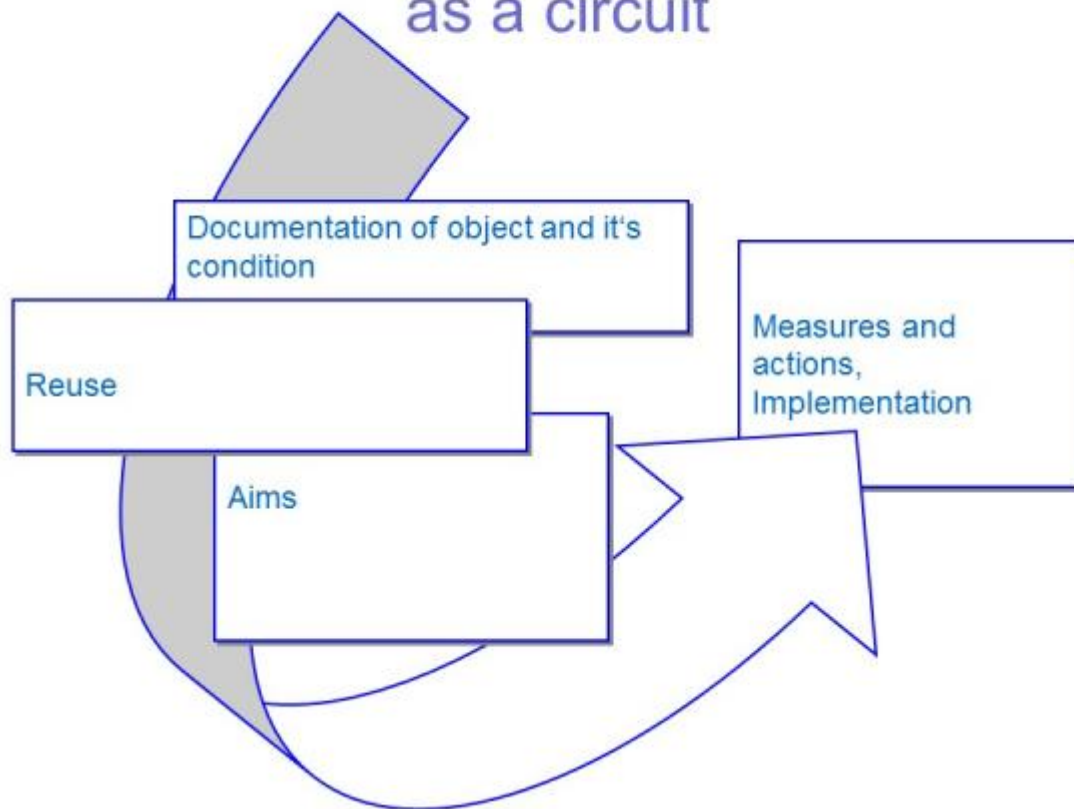 as a circuit
Documentation of object and it‘s
condition
Reuse
Measures and
actions,
Implementation
Aims